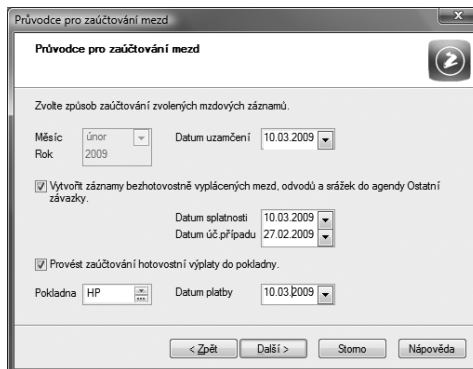 Průvodce pro zaúčtování mezd
Průvodce pro zaúčtování mezd
Zvolte způsob zaúčtování zvolených mzdových záznamů.
Měsíc únor Datum uzamčení 10.03.2009
Rok 2009
Vytvořit záznamy bezhotovostně vyplácených mezd, odvodů a srážek do agendy Ostatní
závazky.
Datum splatnosti 10.03.2009
Datum úč.případu 27.02.2009
Provést zaúčtování hotovostní výplaty do pokladny.
Pokladna HP Datum platby 10.03.2009
< Zpět Další > Storno Nápověda